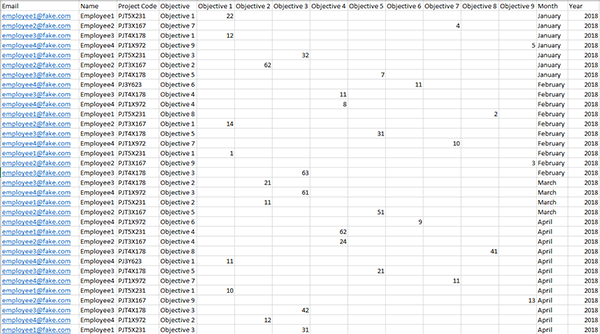 Email Name Project Code Objective Objective 1 Objective 2 Objective 3 Objective 4 Objective 5 Objective 6 Objective 7 Objective 8 Objective 9 Month Year
employee1@fake.com Employee1 PJT5X231 Objective 1 22 January 2018
employee2@fake.com Employee2 PJT3X167 Objective 7 4 January 2018
employee3@fake.com Employee3 PJT4X178 Objective 1 12 January 2018
employee4@fake.com Employee4 PJT1X972 Objective 9 5 January 2018
employee1@fake.com Employee1 PJT5X231 Objective 3 32 January 2018
employee2@fake.com Employee2 PJT3X167 Objective 2 62 January 2018
employee3@fake.com Employee3 PJT4X178 Objective 5 7 January 2018
employee4@fake.com Employee4 PJ3Y623 Objective 6 11 February 2018
employee3@fake.com Employee3 PJT4X178 Objective 4 11 February 2018
employee4@fake.com Employee4 PJT1X972 Objective 4 8 February 2018
employee1@fake.com Employee1 PJT5X231 Objective 8 2 February 2018
employee2@fake.com Employee2 PJT3X167 Objective 1 14 February 2018
employee3@fake.com Employee3 PJT4X178 Objective 5 31 February 2018
employee4@fake.com Employee4 PJT1X972 Objective 7 10 February 2018
employee1@fake.com Employee1 PJT5X231 Objective 1 1 February 2018
employee2@fake.com Employee2 PJT3X167 Objective 9 3 February 2018
employee3@fake.com Employee3 PJT4X178 Objective 3 63 February 2018
employee3@fake.com Employee3 PJT4X178 Objective 2 21 March 2018
employee4@fake.com Employee4 PJT1X972 Objective 3 61 March 2018
employee1@fake.com Employee1 PJT5X231 Objective 2 11 March 2018
employee2@fake.com Employee2 PJT3X167 Objective 5 51 March 2018
employee4@fake.com Employee4 PJT1X972 Objective 6 9 April 2018
employee1@fake.com Employee1 PJT5X231 Objective 4 62 April 2018
employee2@fake.com Employee2 PJT3X167 Objective 4 24 April 2018
employee3@fake.com Employee3 PJT4X178 Objective 8 41 April 2018
employee4@fake.com Employee4 PJ3Y623 Objective 1 11 April 2018
employee3@fake.com Employee3 PJT4X178 Objective 5 21 April 2018
employee4@fake.com Employee4 PJT1X972 Objective 7 11 April 2018
employee1@fake.com Employee1 PJT5X231 Objective 1 10 April 2018
employee2@fake.com Employee2 PJT3X167 Objective 9 13 April 2018
employee3@fake.com Employee3 PJT4X178 Objective 3 42 April 2018
employee4@fake.com Employee4 PJT1X972 Objective 2 12 April 2018
employee1@fake.com Employee1 PJT5X231 Objective 3 31 April 2018